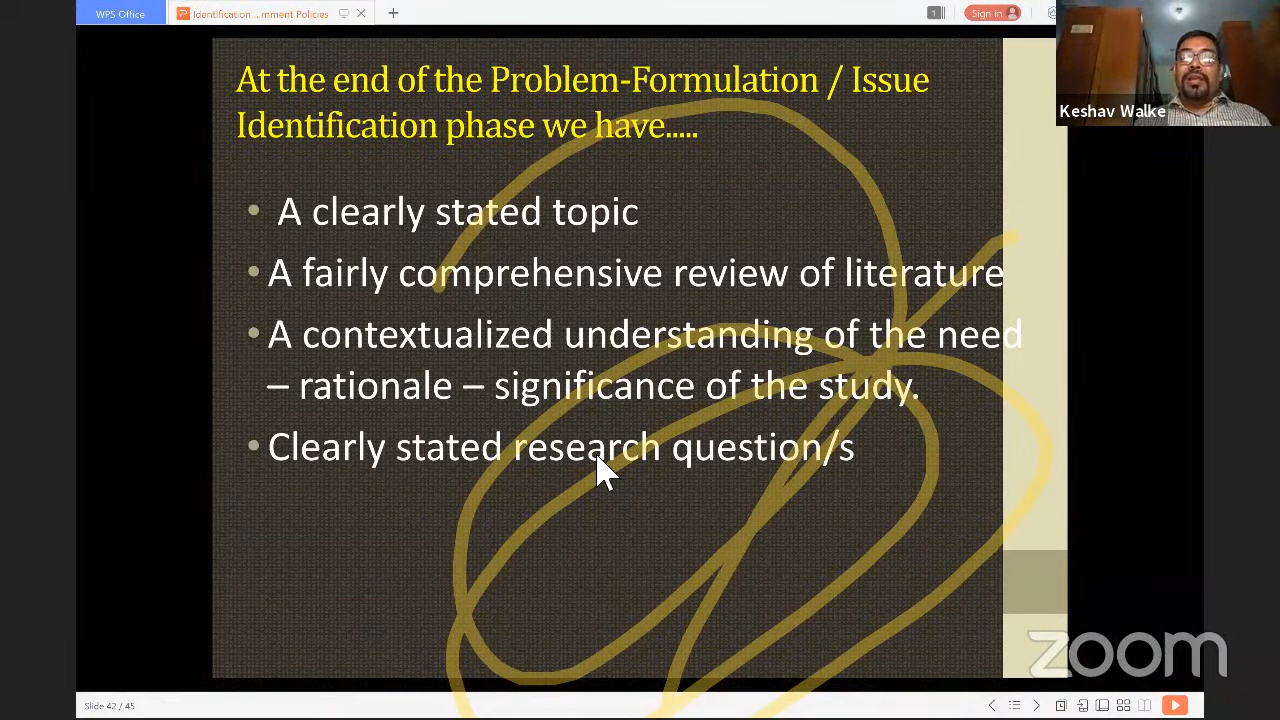 WPS Office
Identification ...rnment Policies
1
Sign in
Keshav Walke
At the end of the Problem-Formulation / Issue
Identification phase we have.....
• A clearly stated topic
• A fairly comprehensive review of literature
• A contextualized understanding of the need
– rationale – significance of the study.
• Clearly stated research question/s
zoom
Slide 42 / 45